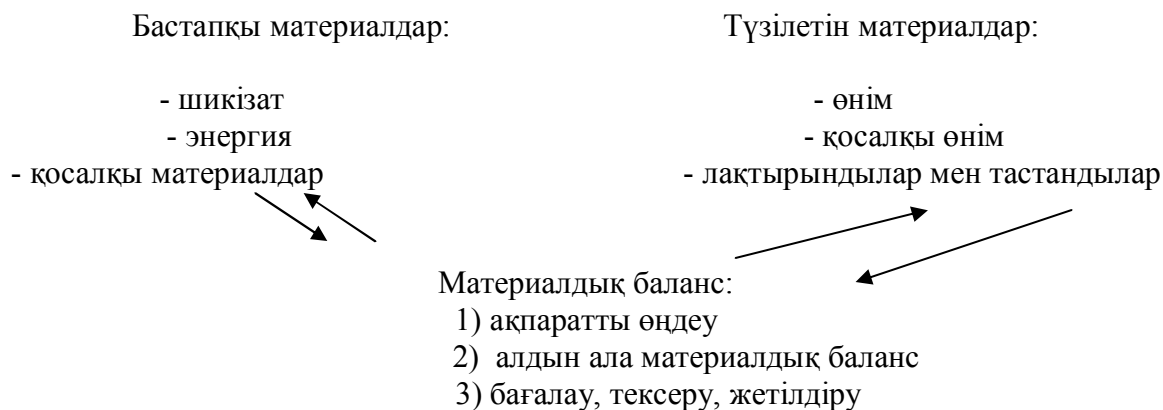 Бастапқы материалдар:
Түзілетін материалдар:
- шикізат
- энергия
- қосалқы материалдар
- өнім
- қосалқы өнім
- лақтырындылар мен тастандылар
Материалдық баланс:
1) ақпаратты өңдеу
2) алдын ала материалдық баланс
3) бағалау, тексеру, жетілдіру